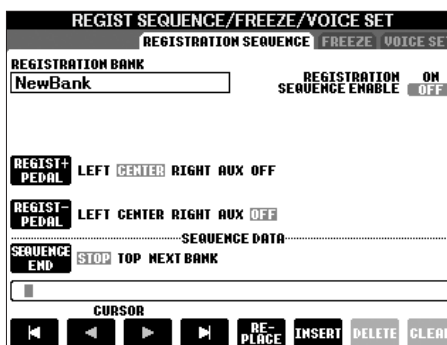 REGIST SEQUENCE/FREEZE/VOICE SET
REGISTRATION SEQUENCE FREEZE VOICE SE
REGISTRATION BANK
NewBank
REGISTRATION SEQUENCE ENABLE ON OFF
REGIST+ PEDAL LEFT CENTER RIGHT AUX OFF
REGIST- PEDAL LEFT CENTER RIGHT AUX OFF
SEQUENCE DATA
SEQUENCE END STOP TOP NEXT BANK
CURSOR
RE-PLACE INSERT DELETE CLEAR